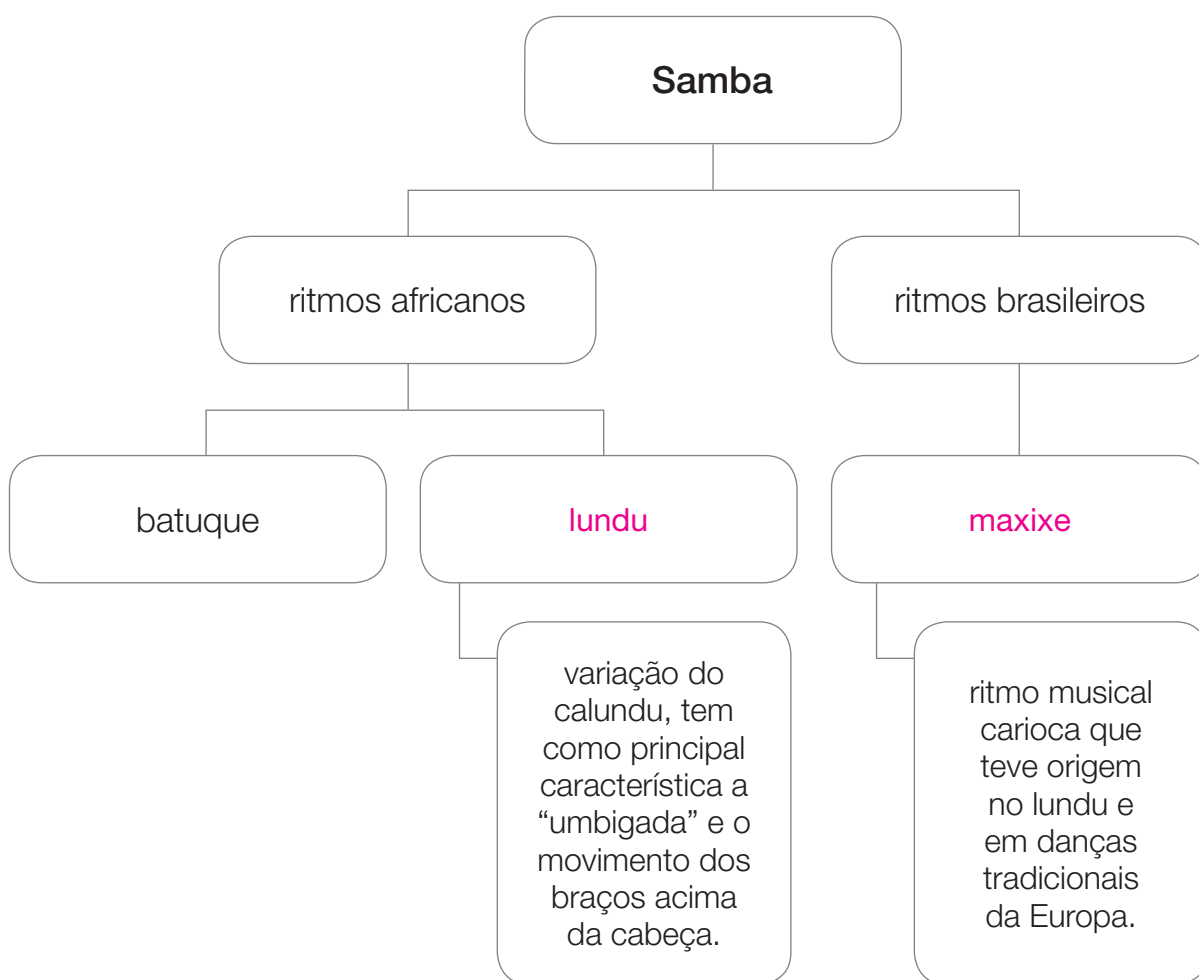 Samba
ritmos africanos
ritmos brasileiros
batuque
lundu
maxixe
variação do
calundu, tem
como principal
característica a
“umbigada” e o
movimento dos
braços acima
da cabeça.
ritmo musical
carioca que
teve origem
no lundu e
em danças
tradicionais
da Europa.